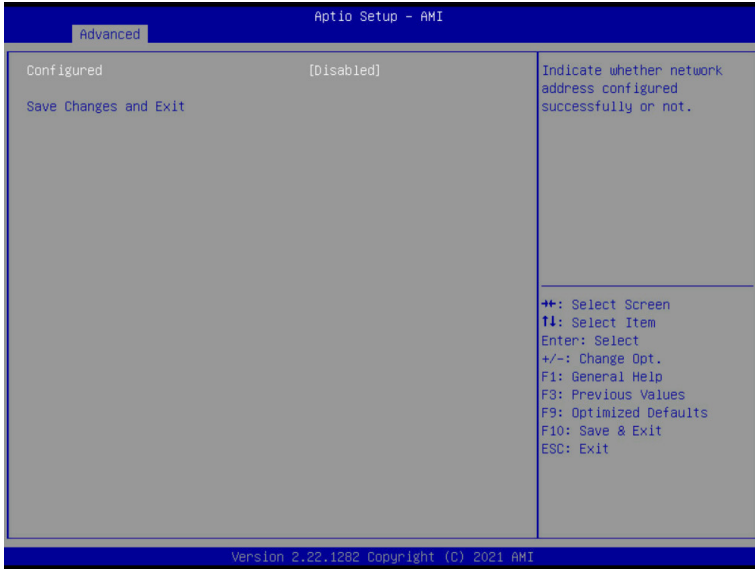 Aptio Setup – AMI
Advanced
Configured [Disabled]
Save Changes and Exit
Indicate whether network
address configured
successfully or not.
→←: Select Screen
↑↓: Select Item
Enter: Select
+/-: Change Opt.
F1: General Help
F3: Previous Values
F9: Optimized Defaults
F10: Save & Exit
ESC: Exit
Version 2.22.1282 Copyright (C) 2021 AMI